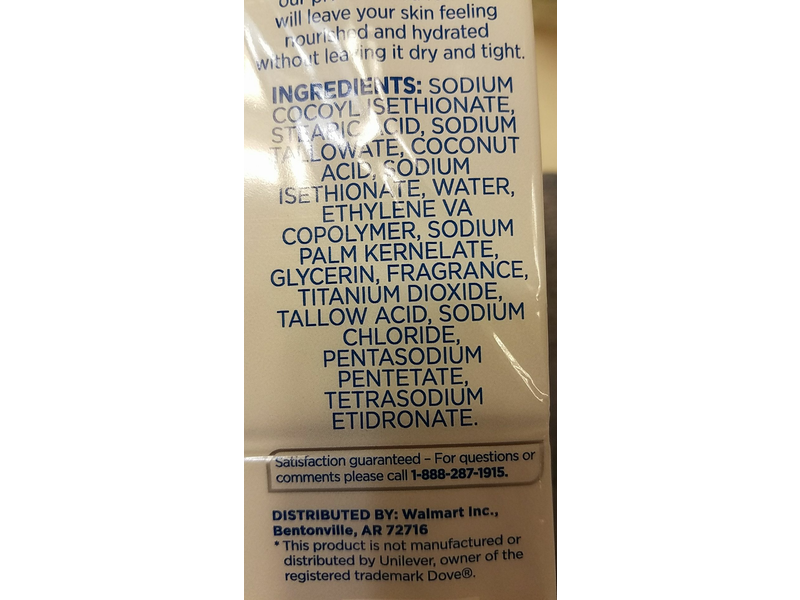 our pr
will leave your skin feeling
nourished and hydrated
without leaving it dry and tight.
INGREDIENTS: SODIUM
COCOYL ISETHIONATE,
STEARIC ACID, SODIUM
TALLOWATE, COCONUT
ACID, SODIUM
ISETHIONATE, WATER,
ETHYLENE VA
COPOLYMER, SODIUM
PALM KERNELATE,
GLYCERIN, FRAGRANCE,
TITANIUM DIOXIDE,
TALLOW ACID, SODIUM
CHLORIDE,
PENTASODIUM
PENTETATE,
TETRASODIUM
ETIDRONATE.
Satisfaction guaranteed – For questions or
comments please call 1-888-287-1915.
DISTRIBUTED BY: Walmart Inc.,
Bentonville, AR 72716
* This product is not manufactured or
distributed by Unilever, owner of the
registered trademark Dove®.